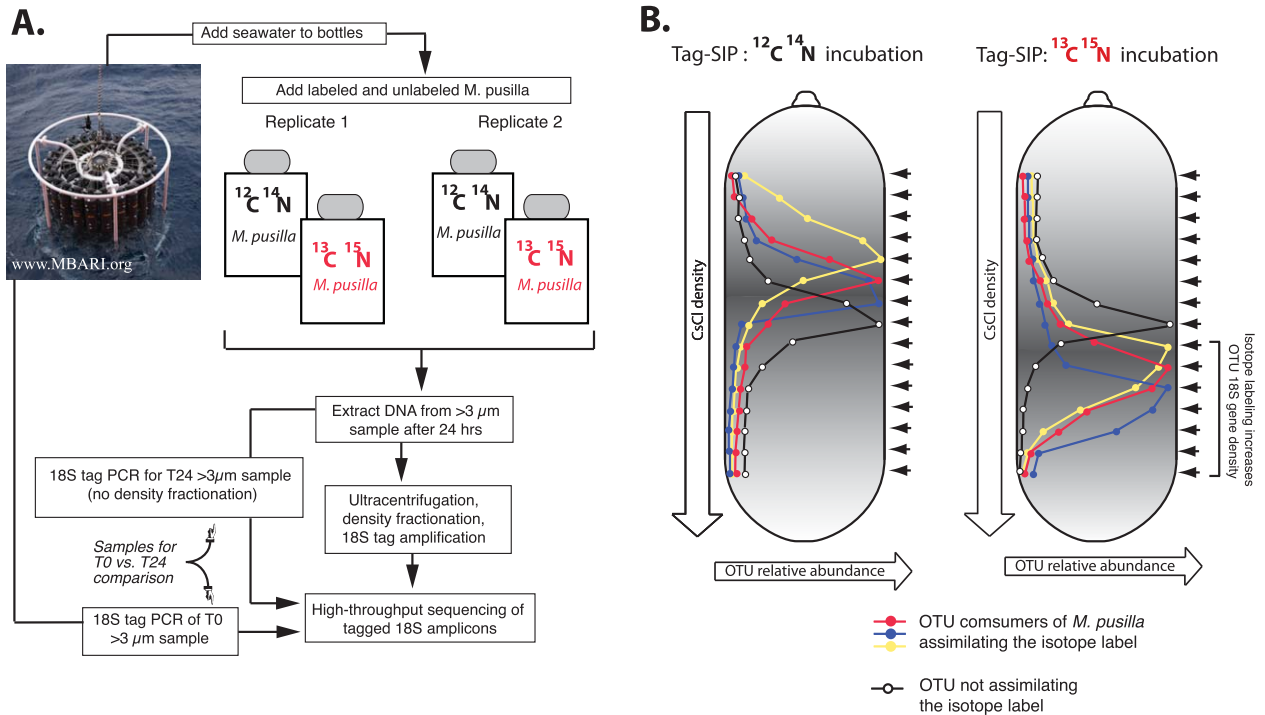 A.
Add seawater to bottles
Add labeled and unlabeled M. pusilla
Replicate 1
Replicate 2
12C 14N
M. pusilla
13C 15N
M. pusilla
12C 14N
M. pusilla
13C 15N
M. pusilla
www.MBARI.org
Extract DNA from >3 µm
sample after 24 hrs
18S tag PCR for T24 >3µm sample
(no density fractionation)
Ultracentrifugation,
density fractionation,
18S tag amplification
Samples for
T0 vs. T24
comparison
18S tag PCR of T0
>3 µm sample
High-throughput sequencing of
tagged 18S amplicons
B.
Tag-SIP : 12C 14N incubation
Tag-SIP: 13C 15N incubation
CsCl density
CsCl density
Isotope labeling increases
OTU 18S gene density
OTU relative abundance
OTU relative abundance
OTU comsumers of M. pusilla
assimilating the isotope label
OTU not assimilating
the isotope label